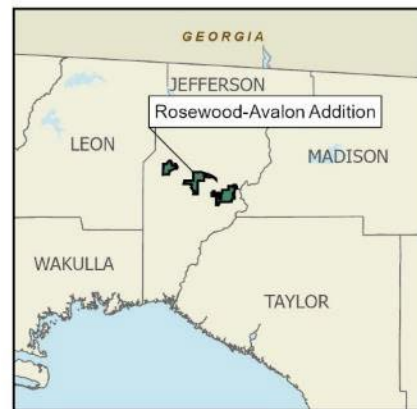 GEORGIA
JEFFERSON
Rosewood-Avalon Addition
LEON
MADISON
WAKULLA
TAYLOR